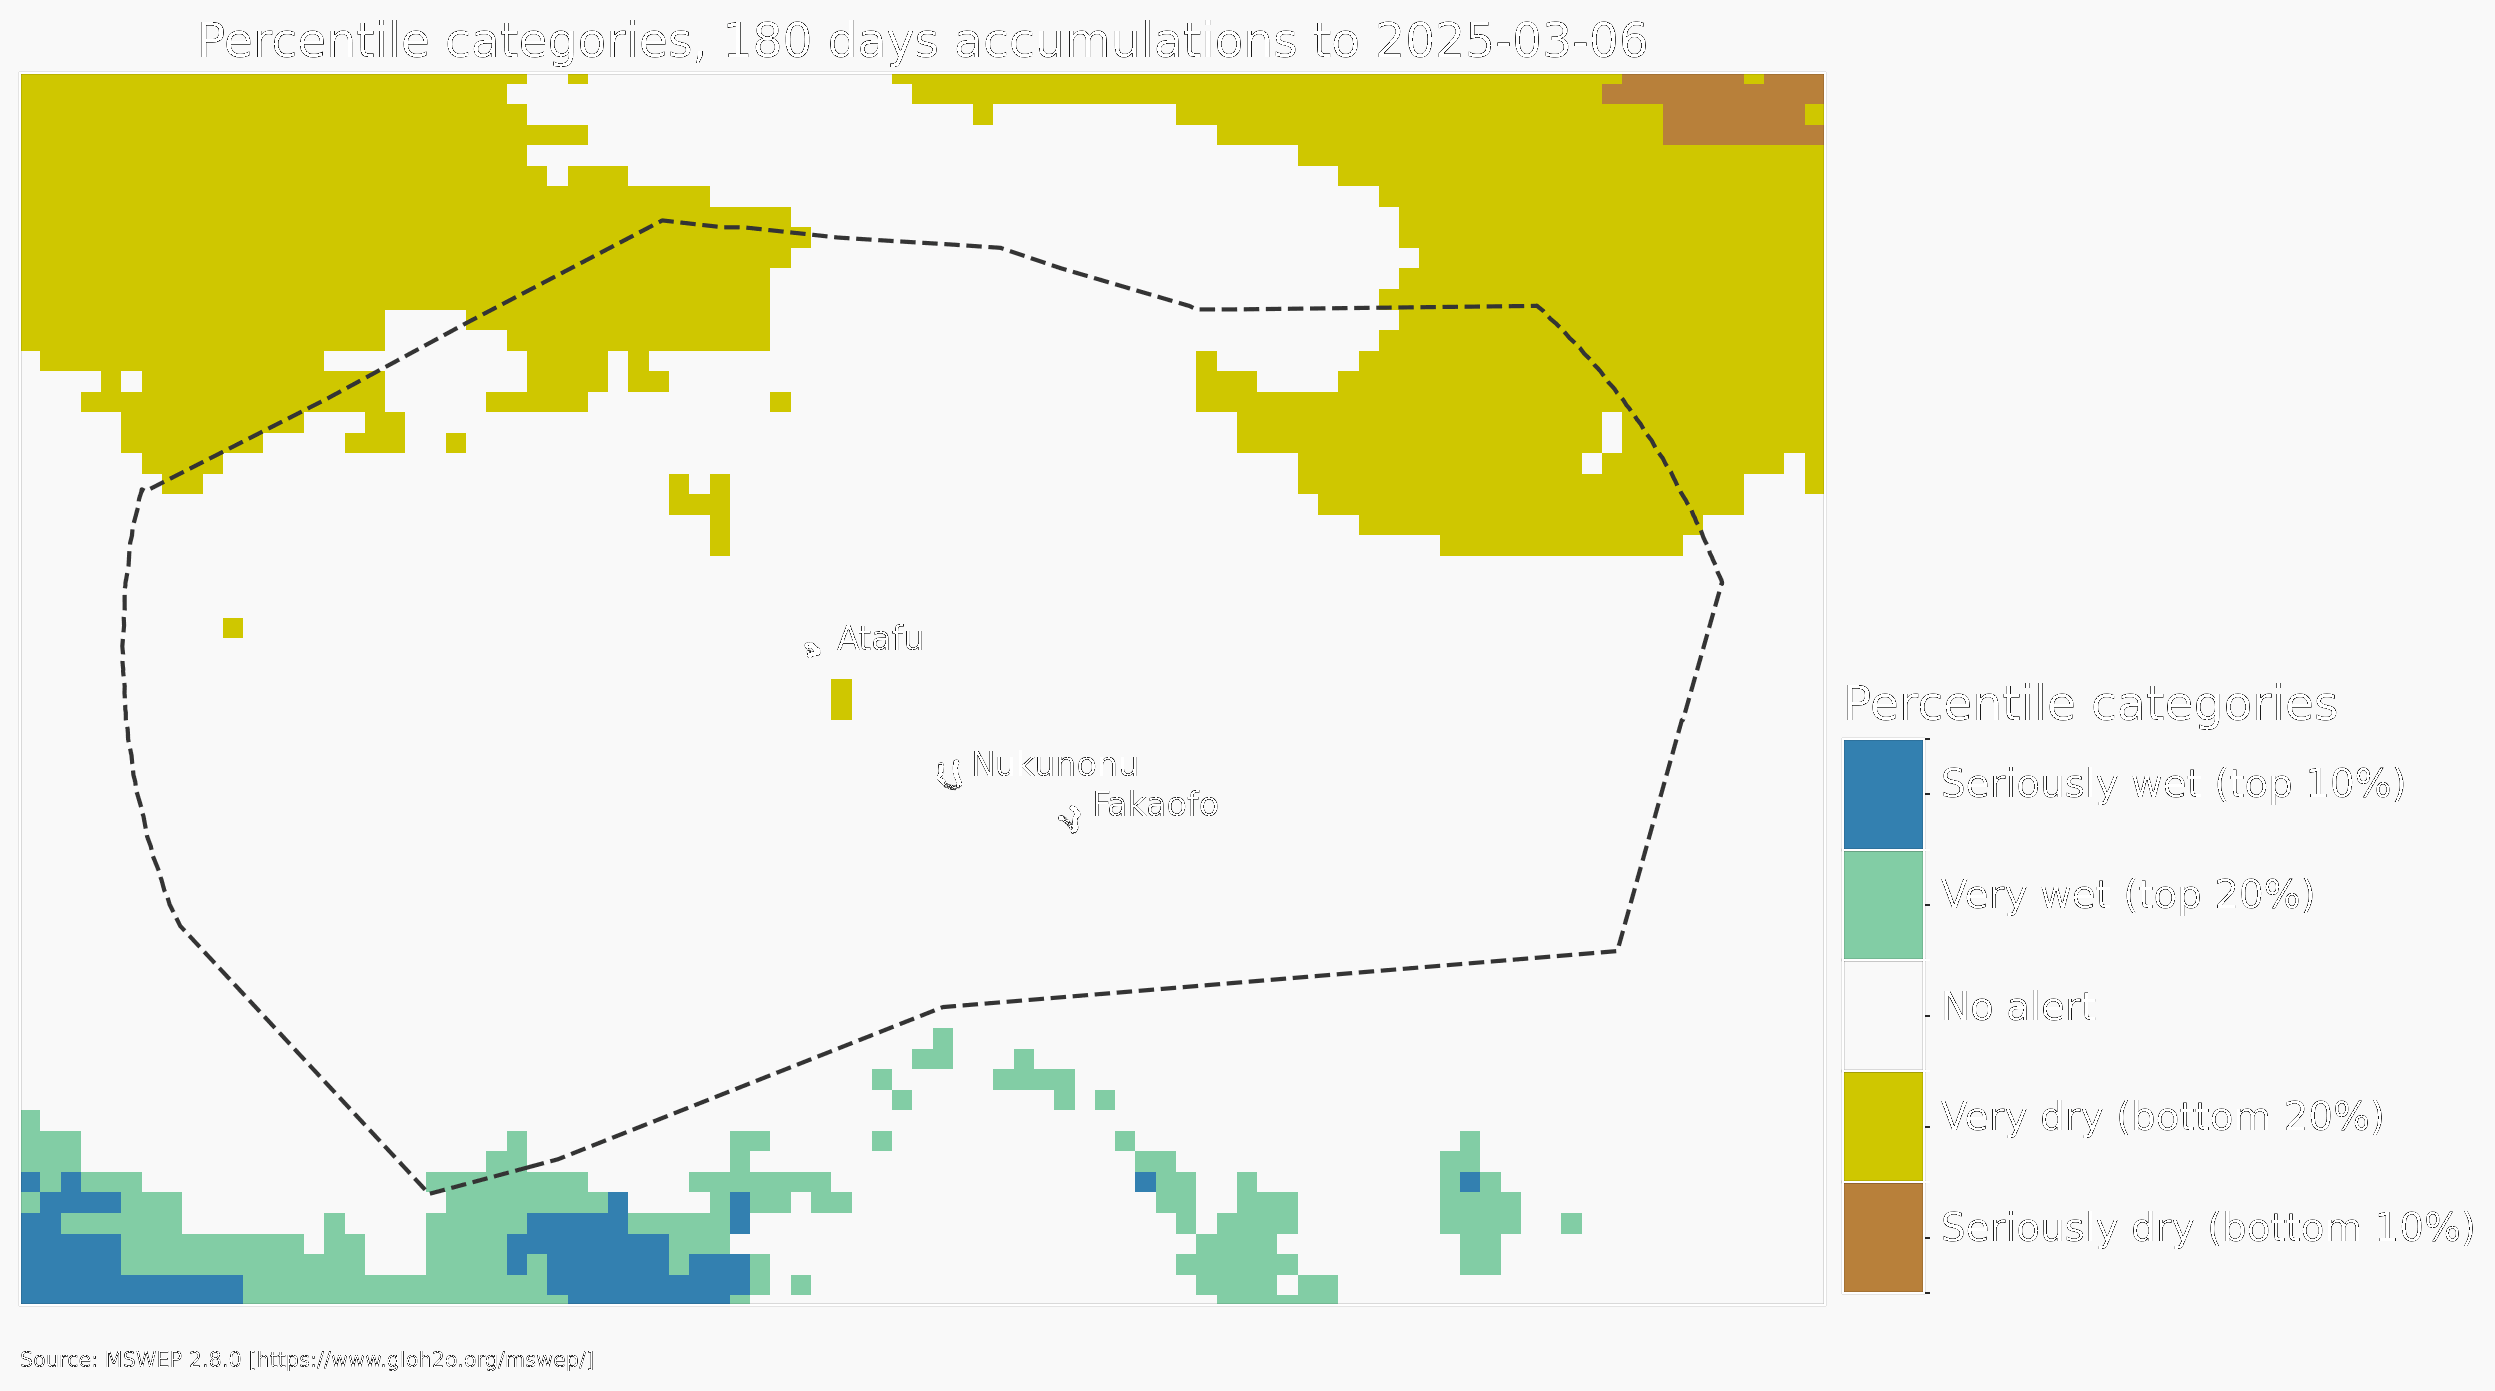 Percentile categories, 180 days accumulations to 2025-03-06
Atafu
Nukunonu
Fakaofo
Percentile categories
Seriously wet (top 10%)
Very wet (top 20%)
No alert
Very dry (bottom 20%)
Seriously dry (bottom 10%)
Source: MSWEP 2.8.0 [https://www.gloh2o.org/mswep/]